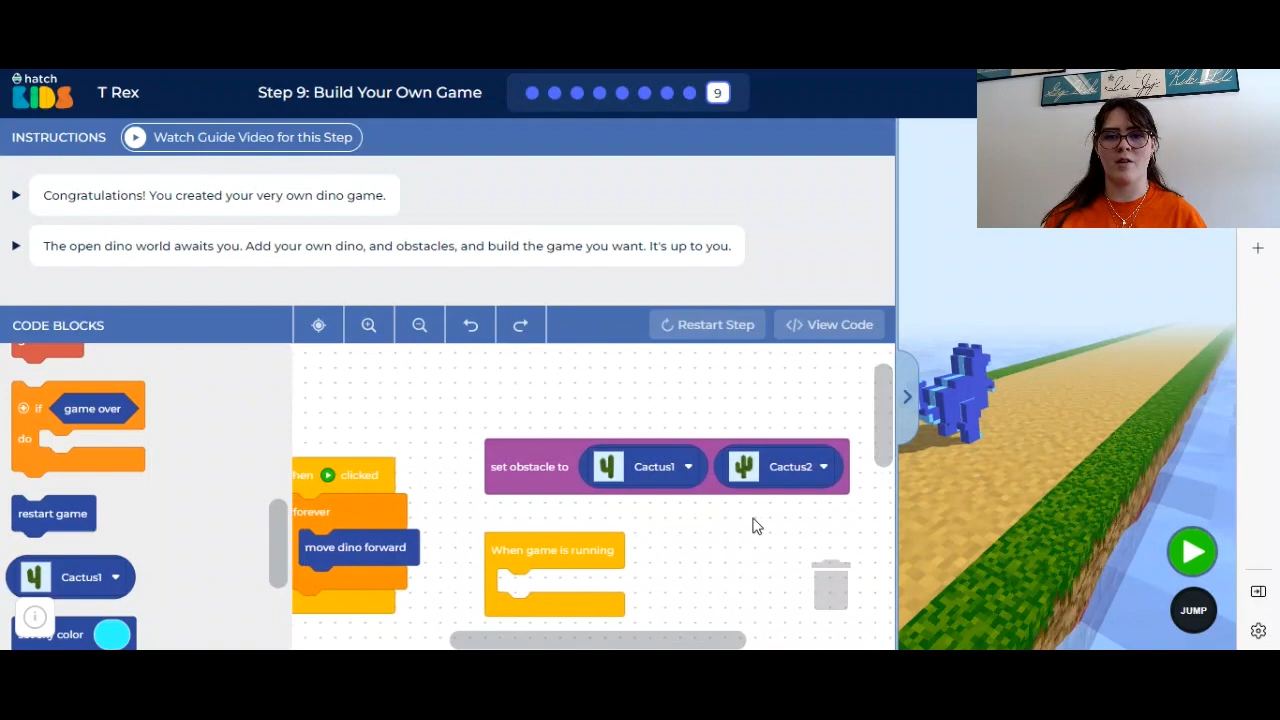 hatch
KIDS
T Rex
Step 9: Build Your Own Game
9
INSTRUCTIONS
Watch Guide Video for this Step
Congratulations! You created your very own dino game.
The open dino world awaits you. Add your own dino, and obstacles, and build the game you want. It's up to you.
CODE BLOCKS
Restart Step
</> View Code
if game over
do
restart game
Cactus1
color
hen clicked
forever
move dino forward
set obstacle to Cactus1 Cactus2
When game is running
JUMP